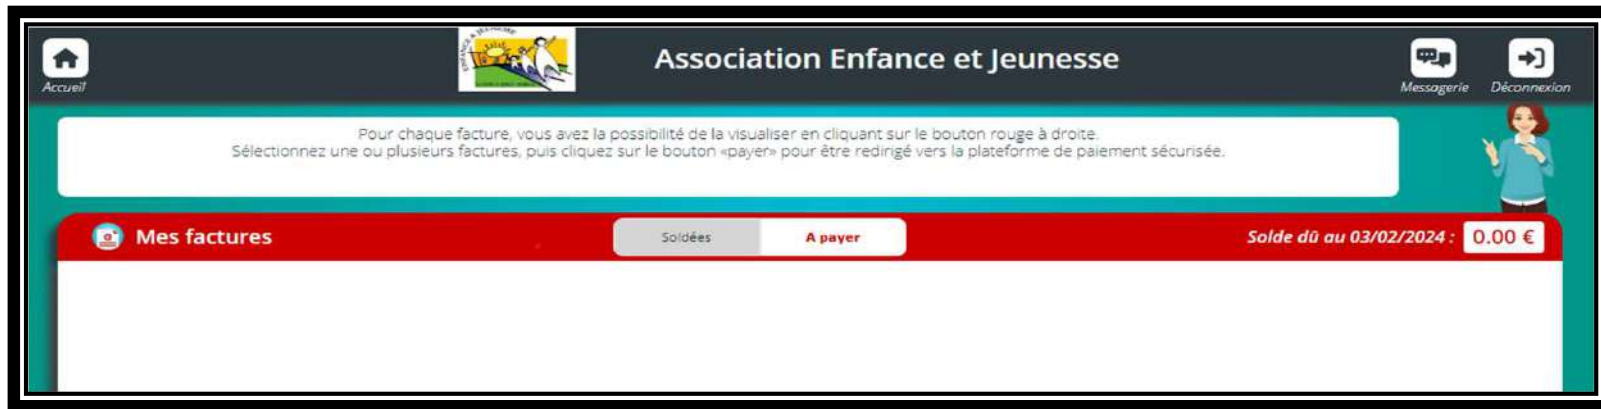 Association Enfance et Jeunesse
Accueil
Messagerie
Déconnexion
Pour chaque facture, vous avez la possibilité de la visualiser en cliquant sur le bouton rouge à droite.
Sélectionnez une ou plusieurs factures, puis cliquez sur le bouton «payer» pour être redirigé vers la plateforme de paiement sécurisée.
Mes factures
Soldées
A payer
Solde dû au 03/02/2024 : 0.00 €